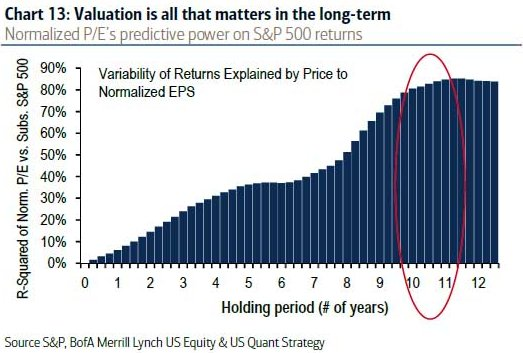 Chart 13: Valuation is all that matters in the long-term
Normalized P/E's predictive power on S&P 500 returns
R-Squared of Norm. P/E vs. Subs. S&P 500
90%
80%
70%
60%
50%
40%
30%
20%
10%
0%
Variability of Returns Explained by Price to
Normalized EPS
0 1 2 3 4 5 6 7 8 9 10 11 12
Holding period (# of years)
Source S&P, BofA Merrill Lynch US Equity & US Quant Strategy